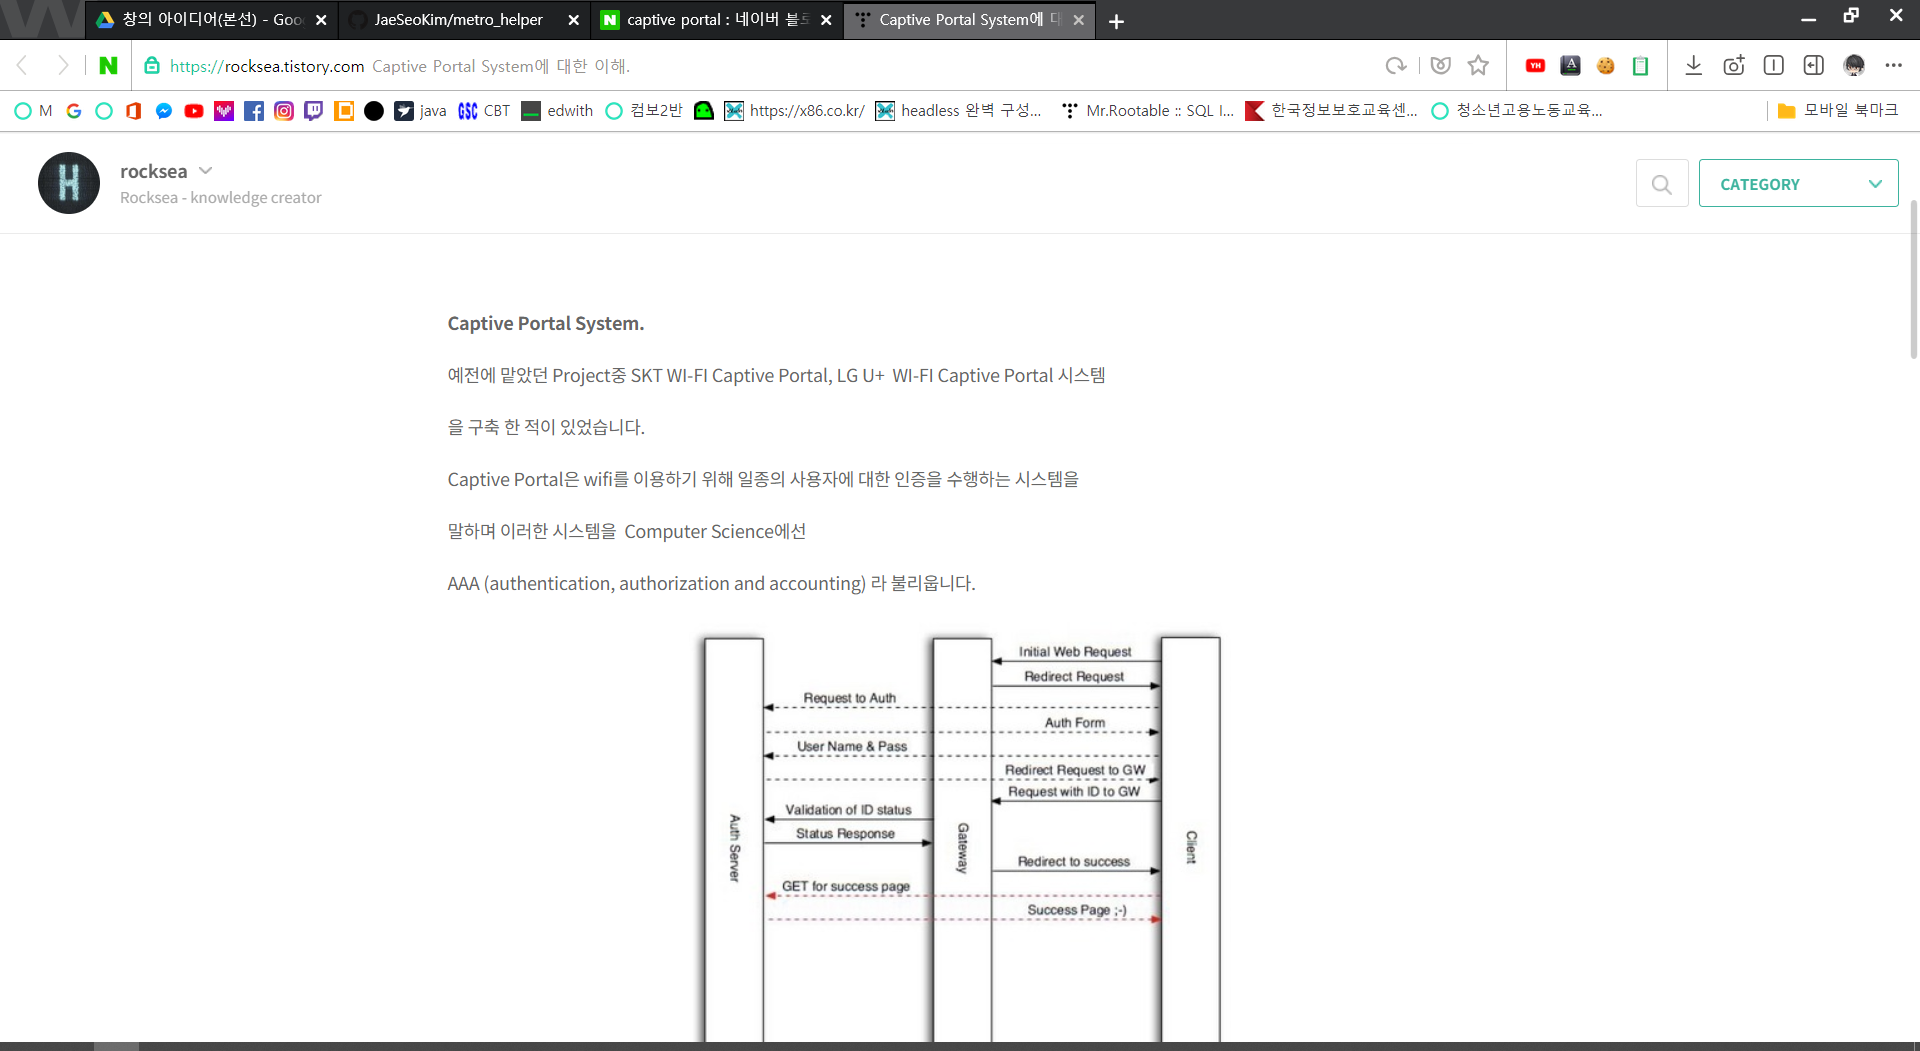 창의 아이디어(본선) - Goo
JaeSeoKim/metro_helper
captive portal : 네이버 블로
Captive Portal System에 대
https://rocksea.tistory.com Captive Portal System에 대한 이해.
M
java
CBT
edwith
컴보2반
https://x86.co.kr/
headless 완벽 구성...
Mr.Rootable :: SQL I...
한국정보보호교육센...
청소년고용노동교육...
모바일 북마크
rocksea
Rocksea - knowledge creator
CATEGORY
Captive Portal System.
예전에 맡았던 Project중 SKT WI-FI Captive Portal, LG U+ WI-FI Captive Portal 시스템
을 구축 한 적이 있었습니다.
Captive Portal은 wifi를 이용하기 위해 일종의 사용자에 대한 인증을 수행하는 시스템을
말하며 이러한 시스템을 Computer Science에선
AAA (authentication, authorization and accounting) 라 불리웁니다.
Initial Web Request
Redirect Request
Request to Auth
Auth Form
User Name & Pass
Redirect Request to GW
Request with ID to GW
Validation of ID status
Status Response
Auth Server
Gateway
Client
Redirect to success
GET for success page
Success Page ;-)